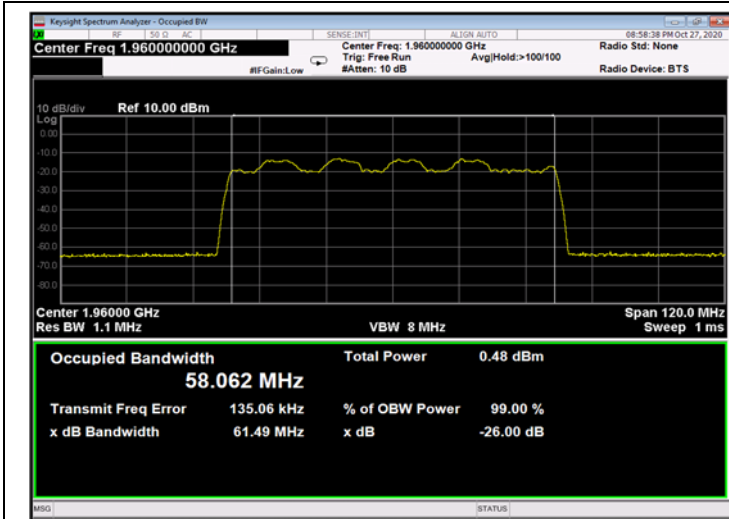 Keysight Spectrum Analyzer - Occupied BW
LXI RF 50 Ω AC SENSE:INT ALIGN AUTO 08:58:38 PM Oct 27, 2020
Center Freq 1.960000000 GHz Center Freq: 1.960000000 GHz Radio Std: None
Trig: Free Run Avg|Hold:>100/100
#IFGain:Low #Atten: 10 dB Radio Device: BTS
10 dB/div Ref 10.00 dBm
Log
0.00
-10.0
-20.0
-30.0
-40.0
-50.0
-60.0
-70.0
-80.0
Center 1.96000 GHz Span 120.0 MHz
Res BW 1.1 MHz VBW 8 MHz Sweep 1 ms
Occupied Bandwidth Total Power 0.48 dBm
58.062 MHz
Transmit Freq Error 135.06 kHz % of OBW Power 99.00 %
x dB Bandwidth 61.49 MHz x dB -26.00 dB
MSG STATUS